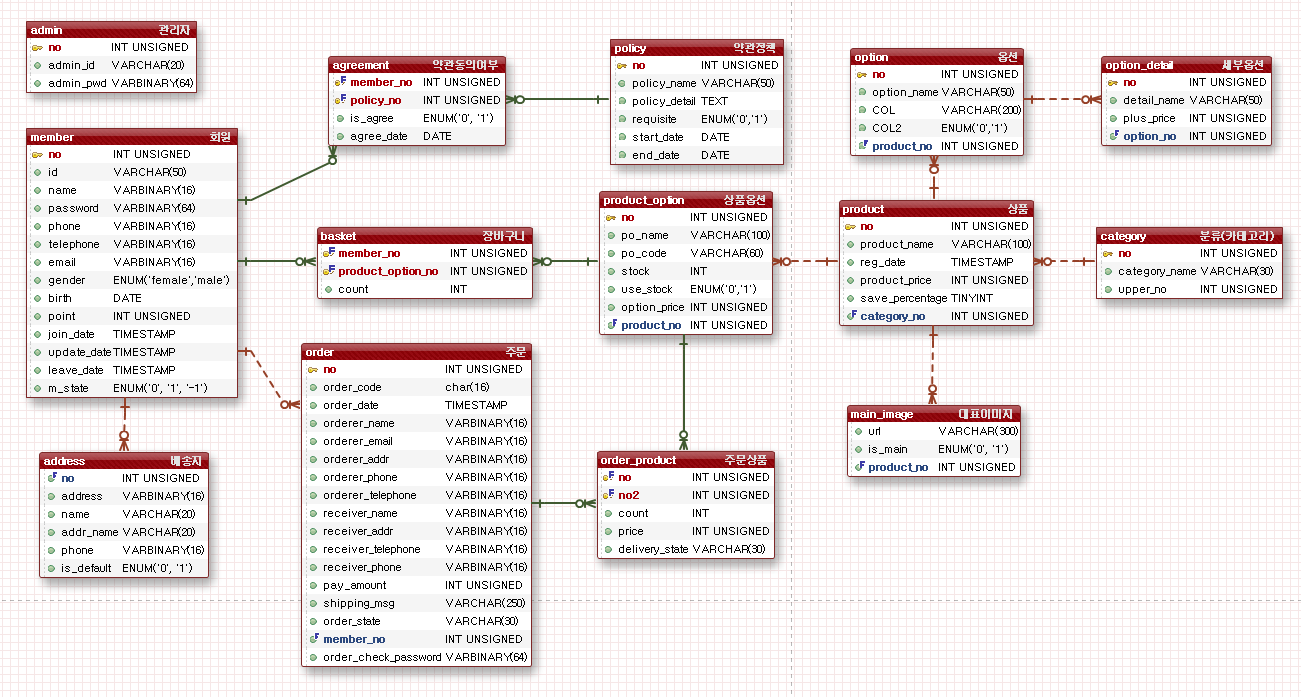 admin 관리자
no INT UNSIGNED
admin_id VARCHAR(20)
admin_pwd VARBINARY(64)
member 회원
no INT UNSIGNED
id VARCHAR(50)
name VARBINARY(16)
password VARBINARY(64)
phone VARBINARY(16)
telephone VARBINARY(16)
email VARBINARY(16)
gender ENUM('female','male')
birth DATE
point INT UNSIGNED
join_date TIMESTAMP
update_date TIMESTAMP
leave_date TIMESTAMP
m_state ENUM('0', '1', '-1')
address 배송지
no INT UNSIGNED
address VARBINARY(16)
name VARCHAR(20)
addr_name VARCHAR(20)
phone VARBINARY(16)
is_default ENUM('0', '1')
agreement 약관동의여부
member_no INT UNSIGNED
policy_no INT UNSIGNED
is_agree ENUM('0', '1')
agree_date DATE
basket 장바구니
member_no INT UNSIGNED
product_option_no INT UNSIGNED
count INT
order 주문
no INT UNSIGNED
order_code char(16)
order_date TIMESTAMP
orderer_name VARBINARY(16)
orderer_email VARBINARY(16)
orderer_addr VARBINARY(16)
orderer_phone VARBINARY(16)
orderer_telephone VARBINARY(16)
receiver_name VARBINARY(16)
receiver_addr VARBINARY(16)
receiver_telephone VARBINARY(16)
receiver_phone VARBINARY(16)
pay_amount INT UNSIGNED
shipping_msg VARCHAR(250)
order_state VARCHAR(30)
member_no INT UNSIGNED
order_check_password VARBINARY(64)
policy 약관정책
no INT UNSIGNED
policy_name VARCHAR(50)
policy_detail TEXT
requisite ENUM('0','1')
start_date DATE
end_date DATE
product_option 상품옵션
no INT UNSIGNED
po_name VARCHAR(100)
po_code VARCHAR(60)
stock INT
use_stock ENUM('0','1')
option_price INT UNSIGNED
product_no INT UNSIGNED
order_product 주문상품
no INT UNSIGNED
no2 INT UNSIGNED
count INT
price INT UNSIGNED
delivery_state VARCHAR(30)
option 옵션
no INT UNSIGNED
option_name VARCHAR(50)
COL VARCHAR(200)
COL2 ENUM('0','1')
product_no INT UNSIGNED
product 상품
no INT UNSIGNED
product_name VARCHAR(100)
reg_date TIMESTAMP
product_price INT UNSIGNED
save_percentage TINYINT
category_no INT UNSIGNED
main_image 대표이미지
url VARCHAR(300)
is_main ENUM('0', '1')
product_no INT UNSIGNED
option_detail 세부옵션
no INT UNSIGNED
detail_name VARCHAR(50)
plus_price INT UNSIGNED
option_no INT UNSIGNED
category 분류(카테고리)
no INT UNSIGNED
category_name VARCHAR(30)
upper_no INT UNSIGNED